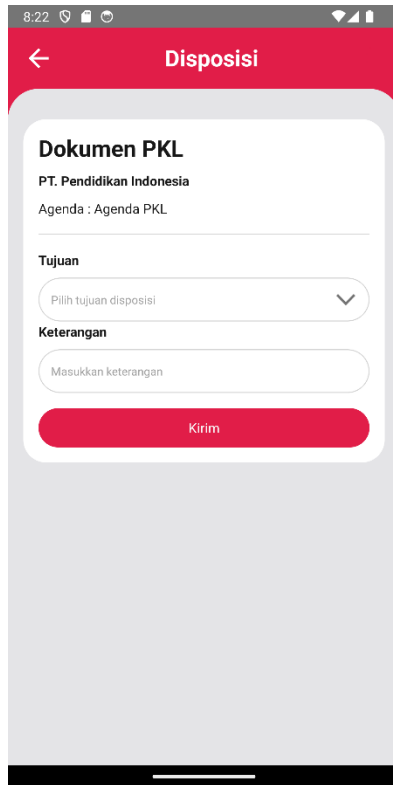 8:22
Disposisi
Dokumen PKL
PT. Pendidikan Indonesia
Agenda : Agenda PKL
Tujuan
Pilih tujuan disposisi
Keterangan
Masukkan keterangan
Kirim